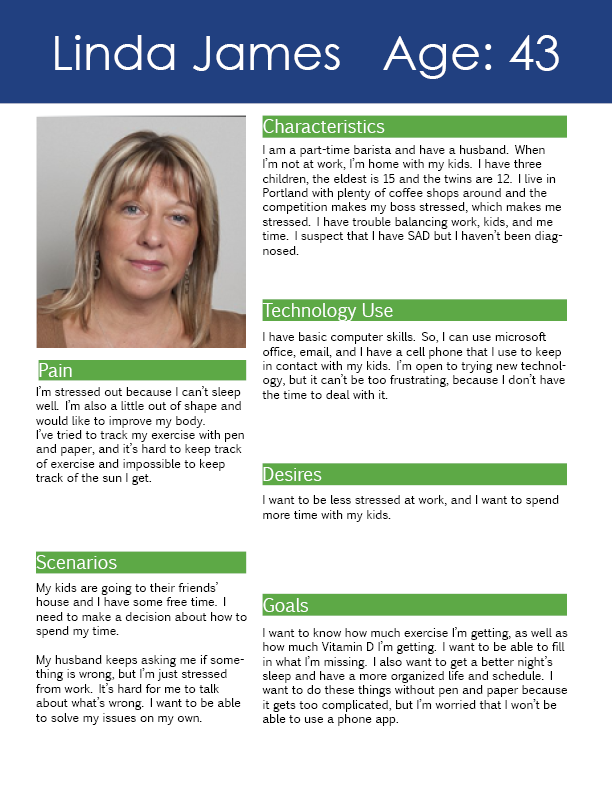 Linda James   Age: 43
Characteristics
I am a part-time barista and have a husband.  When
I'm not at work, I'm home with my kids.  I have three
children, the eldest is 15 and the twins are 12.  I live in
Portland with plenty of coffee shops around and the
competition makes my boss stressed, which makes me
stressed.  I have trouble balancing work, kids, and me
time.  I suspect that I have SAD but I haven't been diag-
nosed.
Technology Use
I have basic computer skills.  So, I can use microsoft
office, email, and I have a cell phone that I use to keep
in contact with my kids.  I'm open to trying new technol-
ogy, but it can't be too frustrating, because I don't have
the time to deal with it.
Pain
I'm stressed out because I can't sleep
well.  I'm also a little out of shape and
would like to improve my body.
I've tried to track my exercise with pen
and paper, and it's hard to keep track
of exercise and impossible to keep
track of the sun I get.
Desires
I want to be less stressed at work, and I want to spend
more time with my kids.
Scenarios
My kids are going to their friends'
house and I have some free time.  I
need to make a decision about how to
spend my time.
My husband keeps asking me if some-
thing is wrong, but I'm just stressed
from work.  It's hard for me to talk
about what's wrong.  I want to be able
to solve my issues on my own.
Goals
I want to know how much exercise I'm getting, as well as
how much Vitamin D I'm getting.  I want to be able to fill
in what I'm missing.  I also want to get a better night's
sleep and have a more organized life and schedule.  I
want to do these things without pen and paper because
it gets too complicated, but I'm worried that I won't be
able to use a phone app.